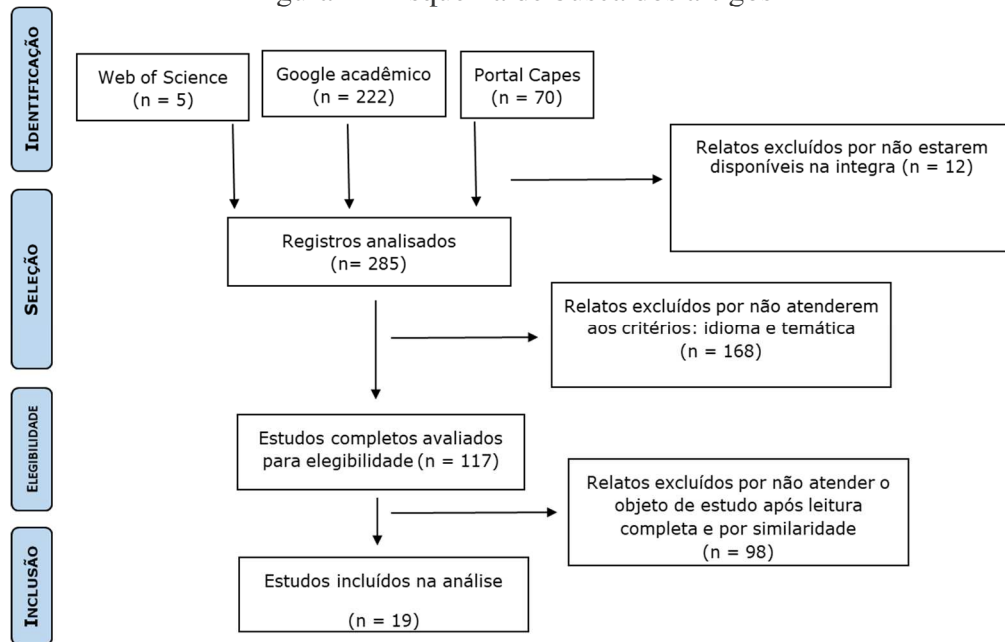 IDENTIFICAÇÃO
Web of Science
(n = 5)
Google acadêmico
(n = 222)
Portal Capes
(n = 70)
Relatos excluídos por não estarem
disponíveis na integra (n = 12)
SELEÇÃO
Registros analisados
(n= 285)
Relatos excluídos por não atenderem
aos critérios: idioma e temática
(n = 168)
ELEGIBILIDADE
Estudos completos avaliados
para elegibilidade (n = 117)
Relatos excluídos por não atender o
objeto de estudo após leitura
completa e por similaridade
(n = 98)
INCLUSÃO
Estudos incluídos na análise
(n = 19)